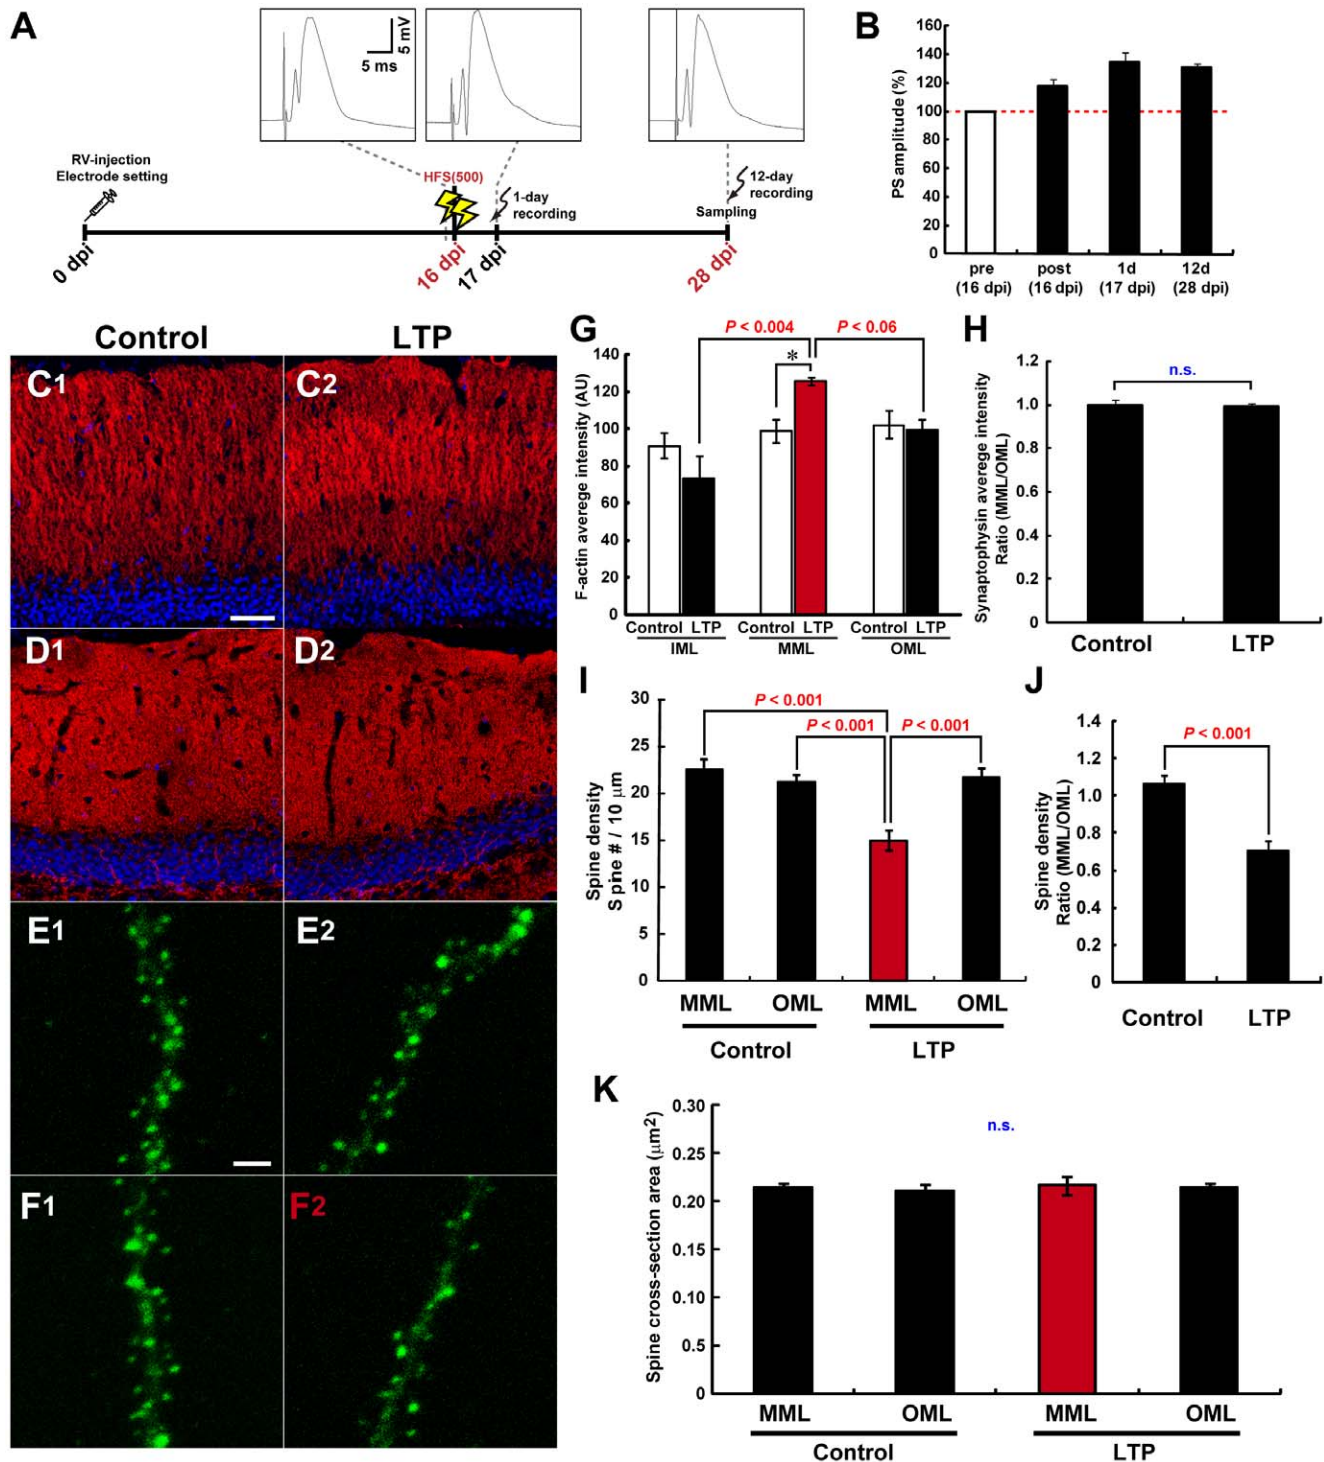 A
5 mV
5 ms
RV-injection
Electrode setting
HFS(500)
1-day
recording
12-day
recording
Sampling
0 dpi
16 dpi
17 dpi
28 dpi
B
PS amplitude (%)
160
140
120
100
80
60
40
20
0
pre
(16 dpi)
post
(16 dpi)
1d
(17 dpi)
12d
(28 dpi)
Control
LTP
C1
C2
D1
D2
E1
E2
F1
F2
G
P < 0.004
P < 0.06
*
F-actin averege intensity (AU)
140
120
100
80
60
40
20
0
Control LTP
IML
Control LTP
MML
Control LTP
OML
H
n.s.
Synaptophysin averege intensity
Ratio (MML/OML)
1.2
1.0
0.8
0.6
0.4
0.2
0
Control
LTP
I
P < 0.001
P < 0.001
P < 0.001
Spine density
Spine # / 10 μm
30
25
20
15
10
5
0
MML
OML
MML
OML
Control
LTP
J
P < 0.001
Spine density
Ratio (MML/OML)
1.4
1.2
1.0
0.8
0.6
0.4
0.2
0
Control
LTP
K
n.s.
Spine cross-section area (μm2)
0.30
0.25
0.20
0.15
0.10
0.5
0
MML
OML
MML
OML
Control
LTP